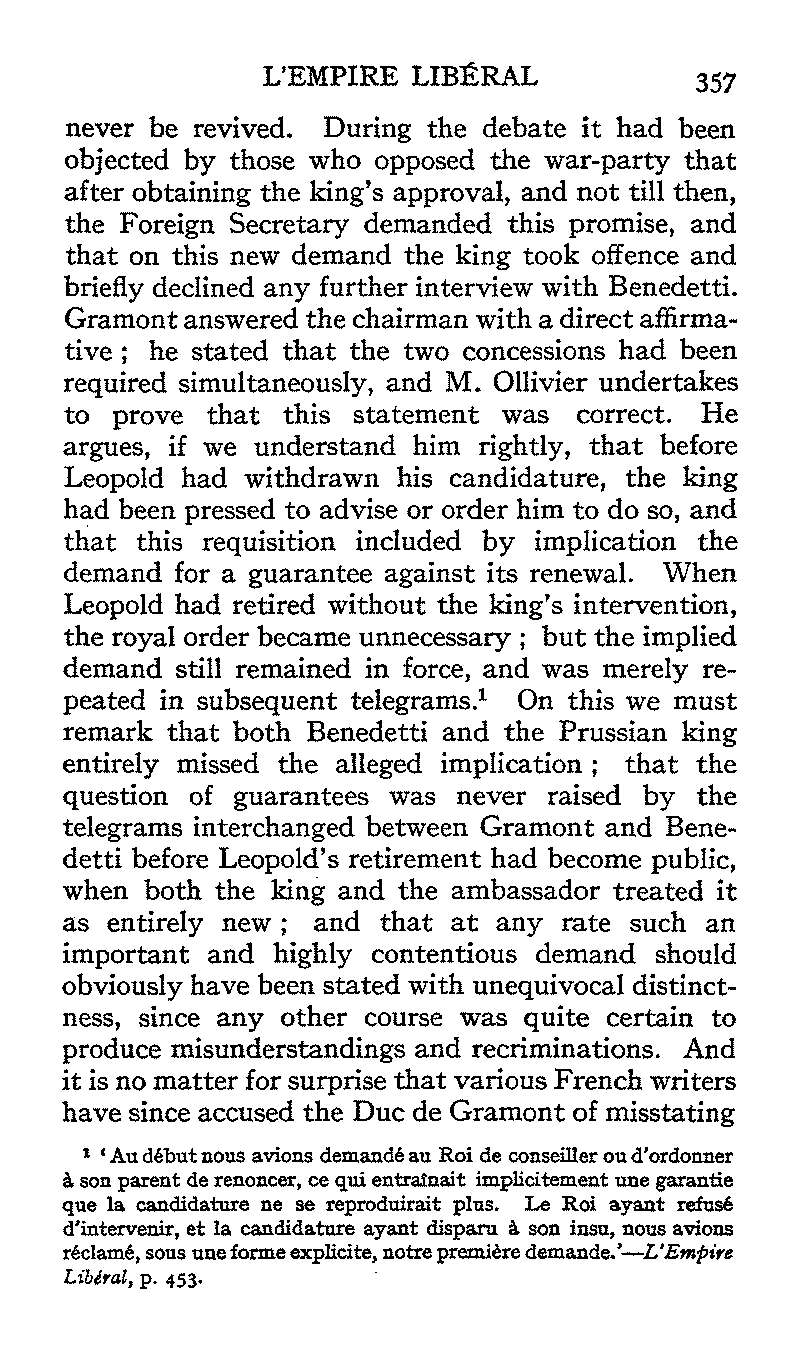 L'EMPIRE LIBÉRAL 357
never be revived. During the debate it had been
objected by those who opposed the war-party that
after obtaining the king's approval, and not till then,
the Foreign Secretary demanded this promise, and
that on this new demand the king took offence and
briefly declined any further interview with Benedetti.
Gramont answered the chairman with a direct affirma-
tive ; he stated that the two concessions had been
required simultaneously, and M. Ollivier undertakes
to prove that this statement was correct. He
argues, if we understand him rightly, that before
Leopold had withdrawn his candidature, the king
had been pressed to advise or order him to do so, and
that this requisition included by implication the
demand for a guarantee against its renewal. When
Leopold had retired without the king's intervention,
the royal order became unnecessary ; but the implied
demand still remained in force, and was merely re-
peated in subsequent telegrams.¹ On this we must
remark that both Benedetti and the Prussian king
entirely missed the alleged implication ; that the
question of guarantees was never raised by the
telegrams interchanged between Gramont and Bene-
detti before Leopold's retirement had become public,
when both the king and the ambassador treated it
as entirely new ; and that at any rate such an
important and highly contentious demand should
obviously have been stated with unequivocal distinct-
ness, since any other course was quite certain to
produce misunderstandings and recriminations. And
it is no matter for surprise that various French writers
have since accused the Duc de Gramont of misstating
¹ 'Au début nous avions demandé au Roi de conseiller ou d'ordonner
à son parent de renoncer, ce qui entraînait implicitement une garantie
que la candidature ne se reproduirait plus. Le Roi ayant refusé
d'intervenir, et la candidature ayant disparu à son insu, nous avions
réclamé, sous une forme explicite, notre première demande.'—L'Empire
Libéral, p. 453.